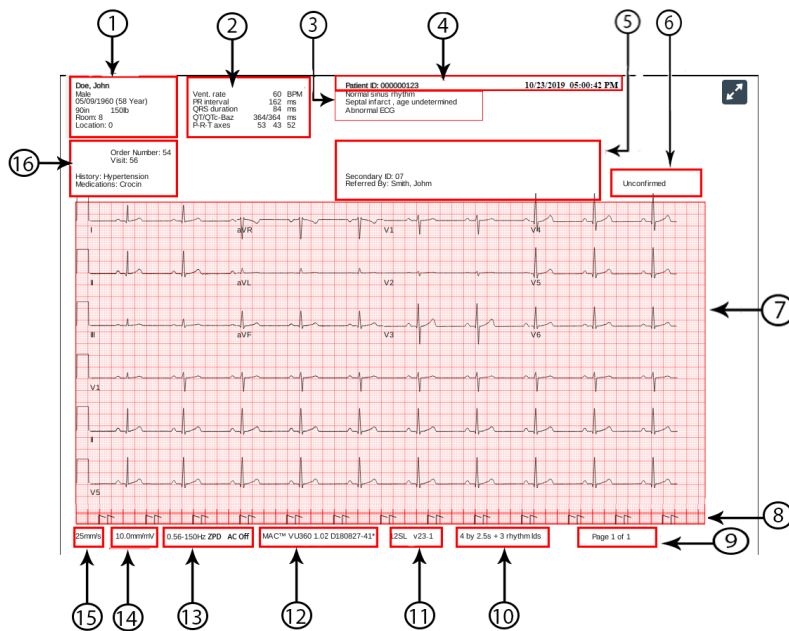 1
2
3
4
5
6
Doe, John
Male
05/09/1960 (58 Year)
90in 150lb
Room: 8
Location: 0
Vent. rate 60 BPM
PR interval 162 ms
QRS duration 84 ms
QT/QTc-Baz 364/364 ms
P-R-T axes 53 43 52
Patient ID: 000000123 10/23/2019 05:00:42 PM
Normal sinus rhythm
Septal infarct , age undetermined
Abnormal ECG
16
Order Number: 54
Visit: 56
History: Hypertension
Medications: Crocin
Secondary ID: 07
Referred By: Smith, Johm
Unconfirmed
I aVR V1 V4
II aVL V2 V5
III aVF V3 V6
7
V1
II
V5
8
25mm/s 10.0mm/mV 0.56-150Hz ZPD AC Off MAC™ VU360 1.02 D180827-41* 12SL v23-1 4 by 2.5s + 3 rhythm lds Page 1 of 1
9
15
14
13
12
11
10